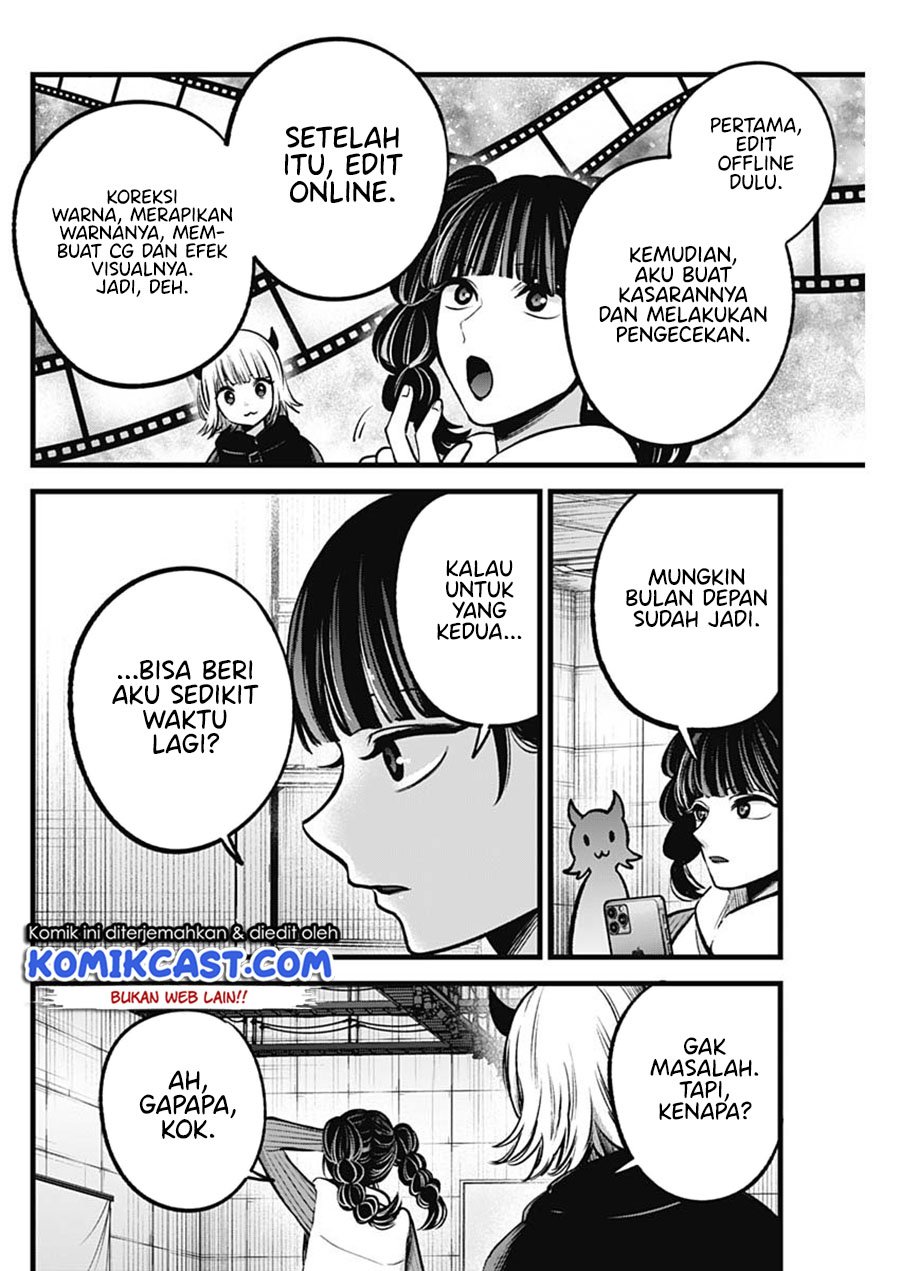 PERTAMA,
EDIT
OFFLINE
DULU.
KEMUDIAN,
AKU BUAT
KASARANNYA
DAN MELAKUKAN
PENGECEKAN.
SETELAH
ITU, EDIT
ONLINE.
KOREKSI
WARNA, MERAPIKAN
WARNANYA, MEM-
BUAT CG DAN EFEK
VISUALNYA.
JADI, DEH.
MUNGKIN
BULAN DEPAN
SUDAH JADI.
KALAU
UNTUK
YANG
KEDUA...
...BISA BERI
AKU SEDIKIT
WAKTU
LAGI?
Komik ini diterjemahkan & diedit oleh
KOMIKCAST.COM
BUKAN WEB LAIN!!
GAK
MASALAH.
TAPI,
KENAPA?
AH,
GAPAPA,
KOK.